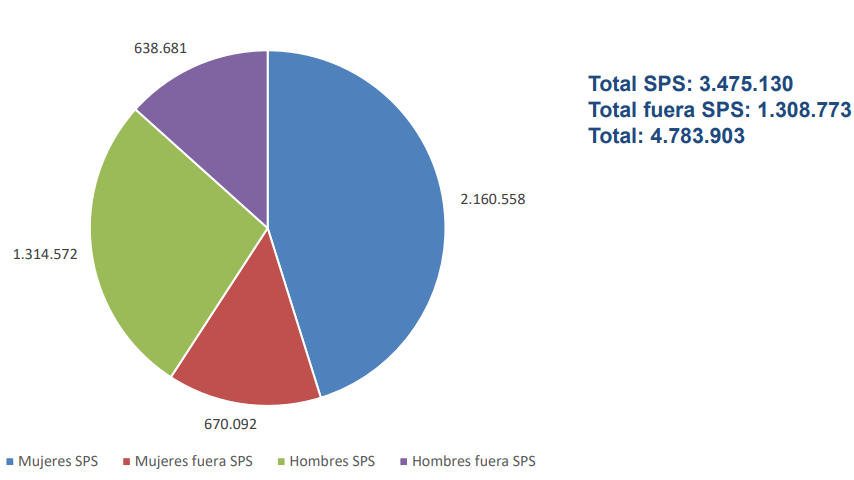 638.681
Total SPS: 3.475.130
Total fuera SPS: 1.308.773
Total: 4.783.903
2.160.558
1.314.572
670.092
Mujeres SPS
Mujeres fuera SPS
Hombres SPS
Hombres fuera SPS